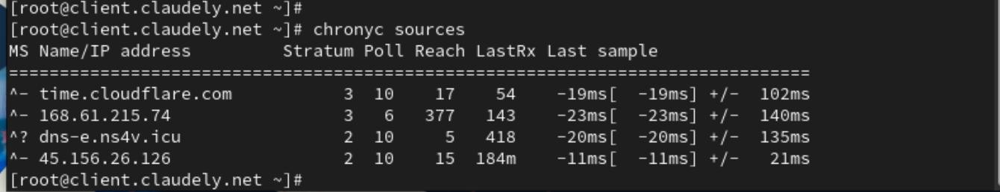 [root@client.claudely.net ~]#
[root@client.claudely.net ~]# chronyc sources
MS Name/IP address         Stratum Poll Reach LastRx Last sample
===============================================================================
^- time.cloudflare.com           3  10    17    54    -19ms[  -19ms] +/-  102ms
^- 168.61.215.74                 3   6   377   143    -23ms[  -23ms] +/-  140ms
^? dns-e.ns4v.icu                2  10     5   418    -20ms[  -20ms] +/-  135ms
^- 45.156.26.126                 2  10    15  184m    -11ms[  -11ms] +/-   21ms
[root@client.claudely.net ~]#